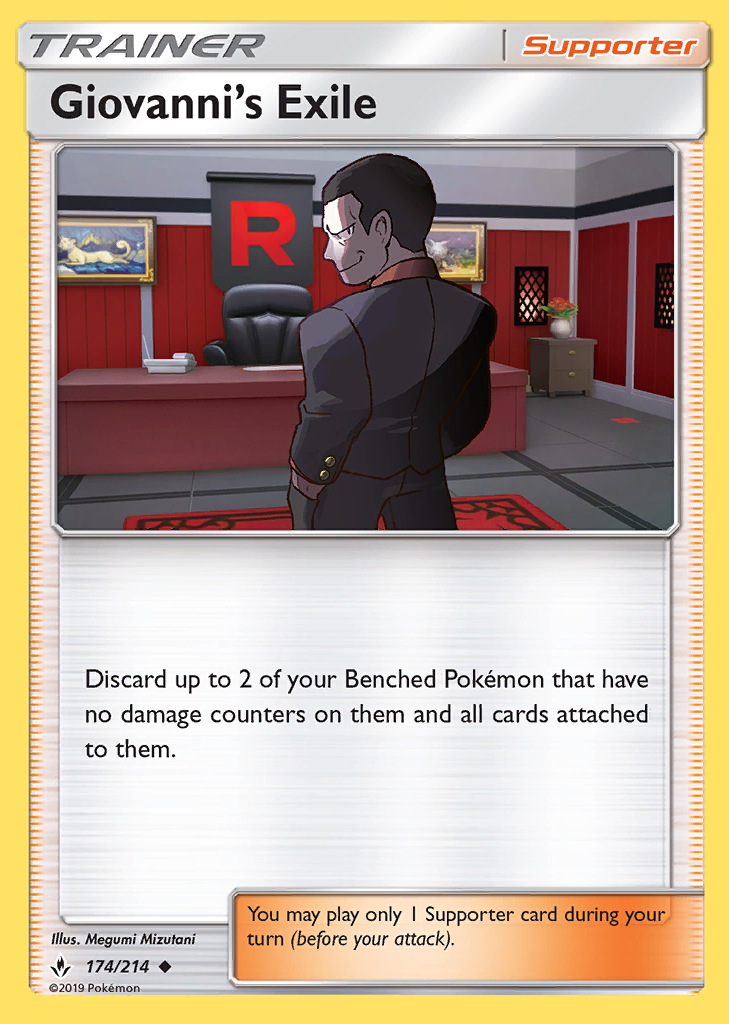 TRAINER
Supporter
Giovanni's Exile
R
Discard up to 2 of your Benched Pokémon that have
no damage counters on them and all cards attached
to them.
You may play only 1 Supporter card during your
turn (before your attack).
Illus. Megumi Mizutani
174/214 ◆
©2019 Pokémon